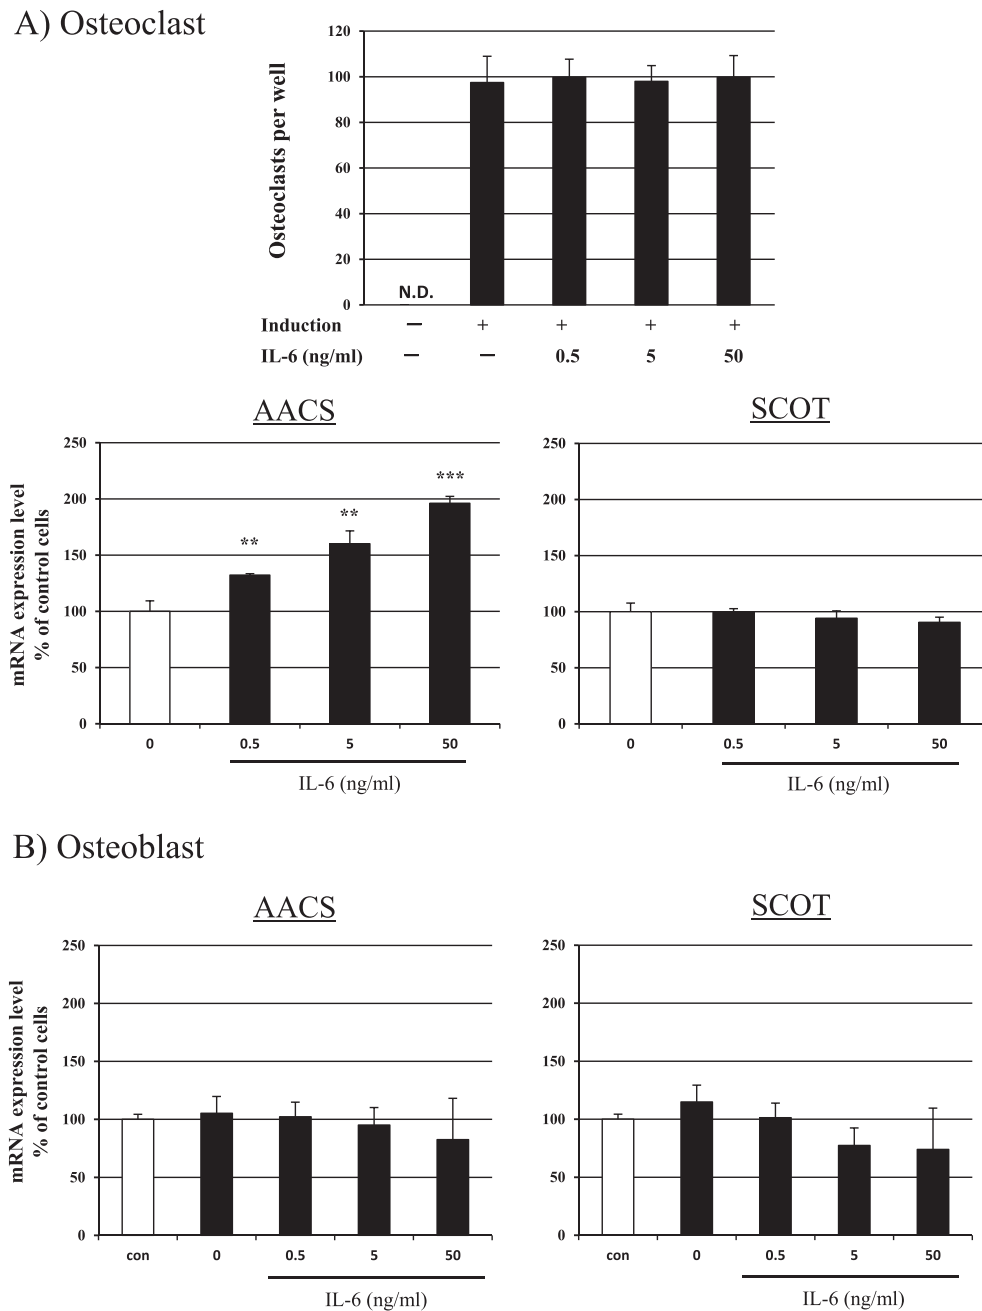 A) Osteoclast
Osteoclasts per well
120
100
80
60
40
20
0
N.D.
Induction − + + + +
IL-6 (ng/ml) − − 0.5 5 50
AACS
mRNA expression level
% of control cells
250
200
150
100
50
0
**
**
***
0 0.5 5 50
IL-6 (ng/ml)
SCOT
250
200
150
100
50
0
0 0.5 5 50
IL-6 (ng/ml)
B) Osteoblast
AACS
mRNA expression level
% of control cells
250
200
150
100
50
0
con 0 0.5 5 50
IL-6 (ng/ml)
SCOT
250
200
150
100
50
0
con 0 0.5 5 50
IL-6 (ng/ml)